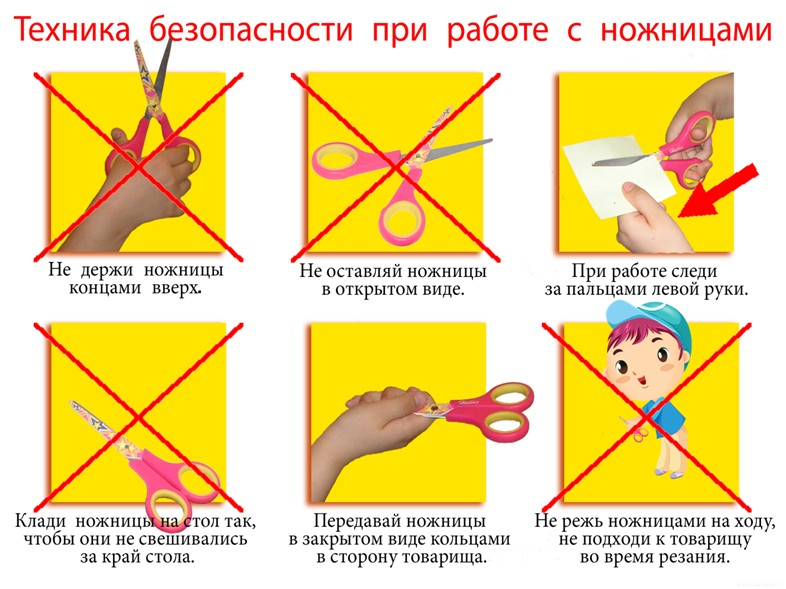 Техника безопасности при работе с ножницами
Не держи ножницы
концами вверх.
Не оставляй ножницы
в открытом виде.
При работе следи
за пальцами левой руки.
Клади ножницы на стол так,
чтобы они не свешивались
за край стола.
Передавай ножницы
в закрытом виде кольцами
в сторону товарища.
Не режь ножницами на ходу,
не подходи к товарищу
во время резания.